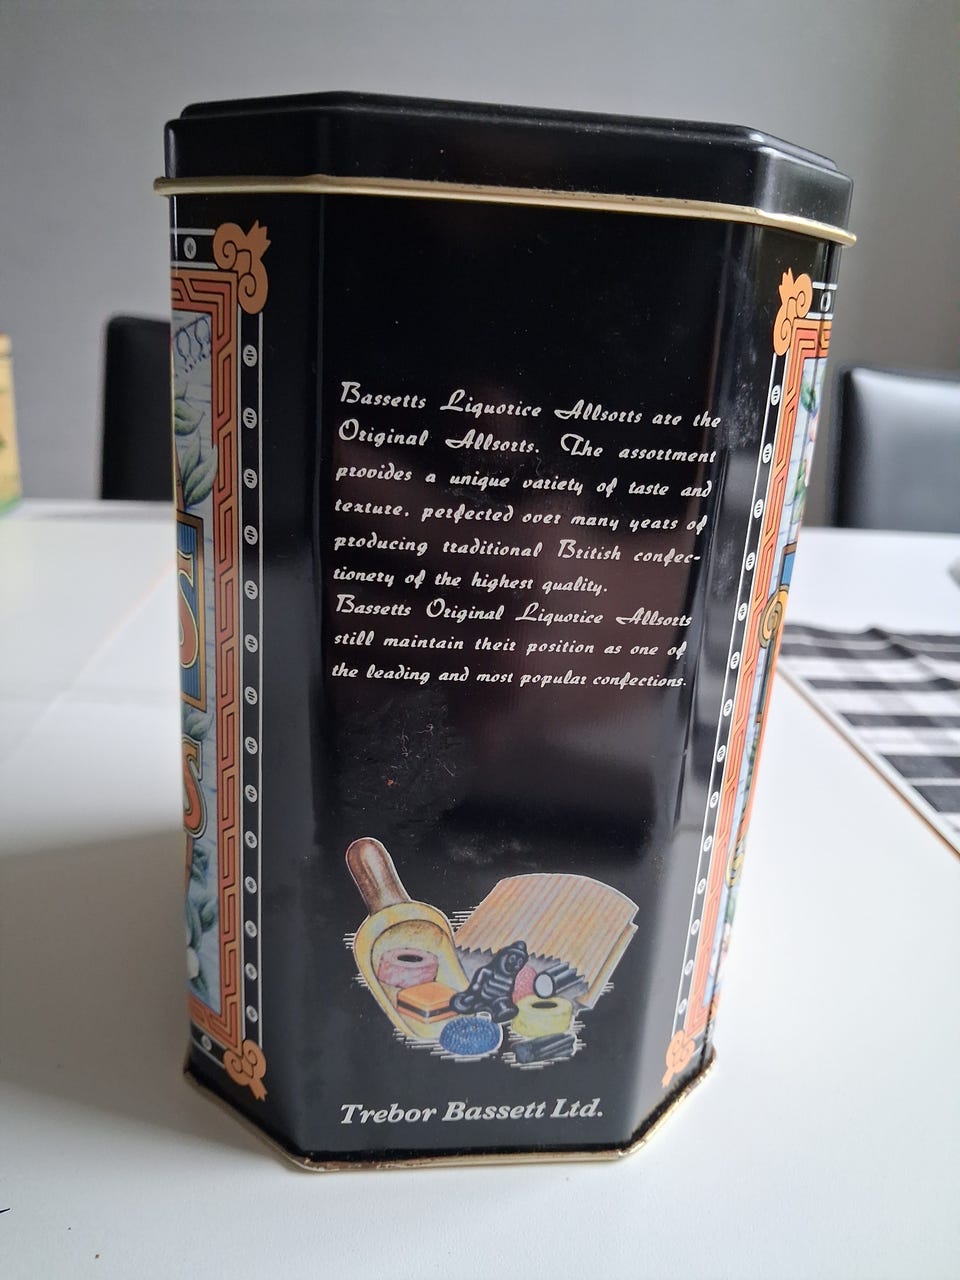 Bassetts Liquorice Allsorts are the
Original Allsorts. The assortment
provides a unique variety of taste and
texture, perfected over many years of
producing traditional British confec-
tionery of the highest quality.
Bassetts Original Liquorice Allsorts
still maintain their position as one of
the leading and most popular confections.
Trebor Bassett Ltd.